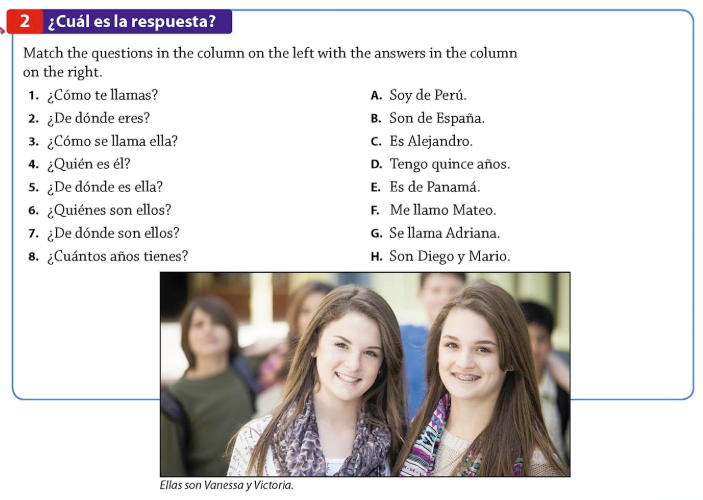 2 ¿Cuál es la respuesta?
Match the questions in the column on the left with the answers in the column
on the right.
1. ¿Cómo te llamas?
2. ¿De dónde eres?
3. ¿Cómo se llama ella?
4. ¿Quién es él?
5. ¿De dónde es ella?
6. ¿Quiénes son ellos?
7. ¿De dónde son ellos?
8. ¿Cuántos años tienes?
A. Soy de Perú.
B. Son de España.
C. Es Alejandro.
D. Tengo quince años.
E. Es de Panamá.
F. Me llamo Mateo.
G. Se llama Adriana.
H. Son Diego y Mario.
Ellas son Vanessa y Victoria.